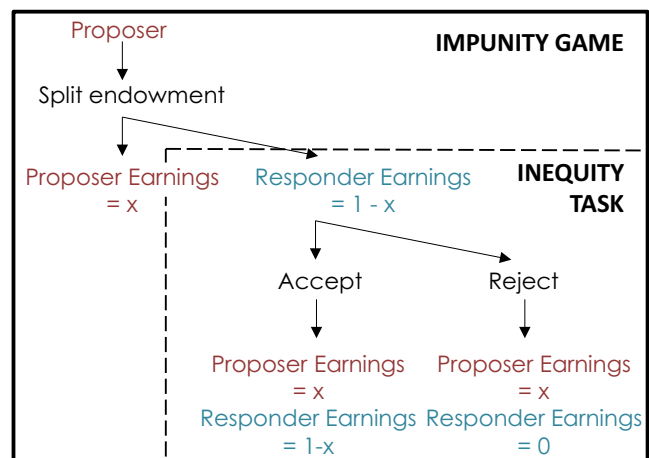 Proposer
IMPUNITY GAME
Split endowment
Proposer Earnings
= x
Responder Earnings
= 1 - x
INEQUITY
TASK
Accept
Reject
Proposer Earnings
= x
Responder Earnings
= 1-x
Proposer Earnings
= x
Responder Earnings
= 0